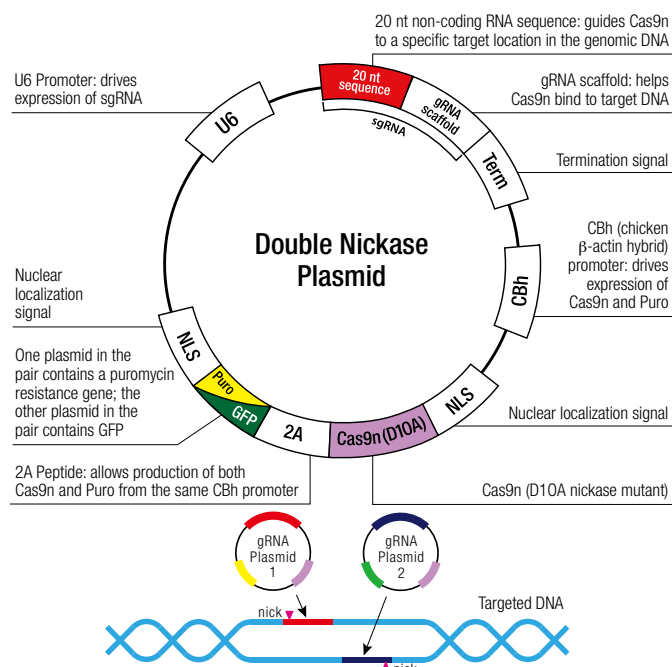 20 nt non-coding RNA sequence: guides Cas9n
to a specific target location in the genomic DNA
U6 Promoter: drives
expression of sgRNA
20 nt
sequence
gRNA
scaffold
sgRNA
gRNA scaffold: helps
Cas9n bind to target DNA
U6
Term
Termination signal
Double Nickase
Plasmid
CBh
CBh (chicken
β-actin hybrid)
promoter: drives
expression of
Cas9n and Puro
Nuclear
localization
signal
NLS
One plasmid in the
pair contains a puromycin
resistance gene; the
other plasmid in the
pair contains GFP
Puro
GFP
2A
Cas9n (D10A)
NLS
Nuclear localization signal
2A Peptide: allows production of both
Cas9n and Puro from the same CBh promoter
Cas9n (D10A nickase mutant)
gRNA
Plasmid
1
gRNA
Plasmid
2
Targeted DNA
nick
nick